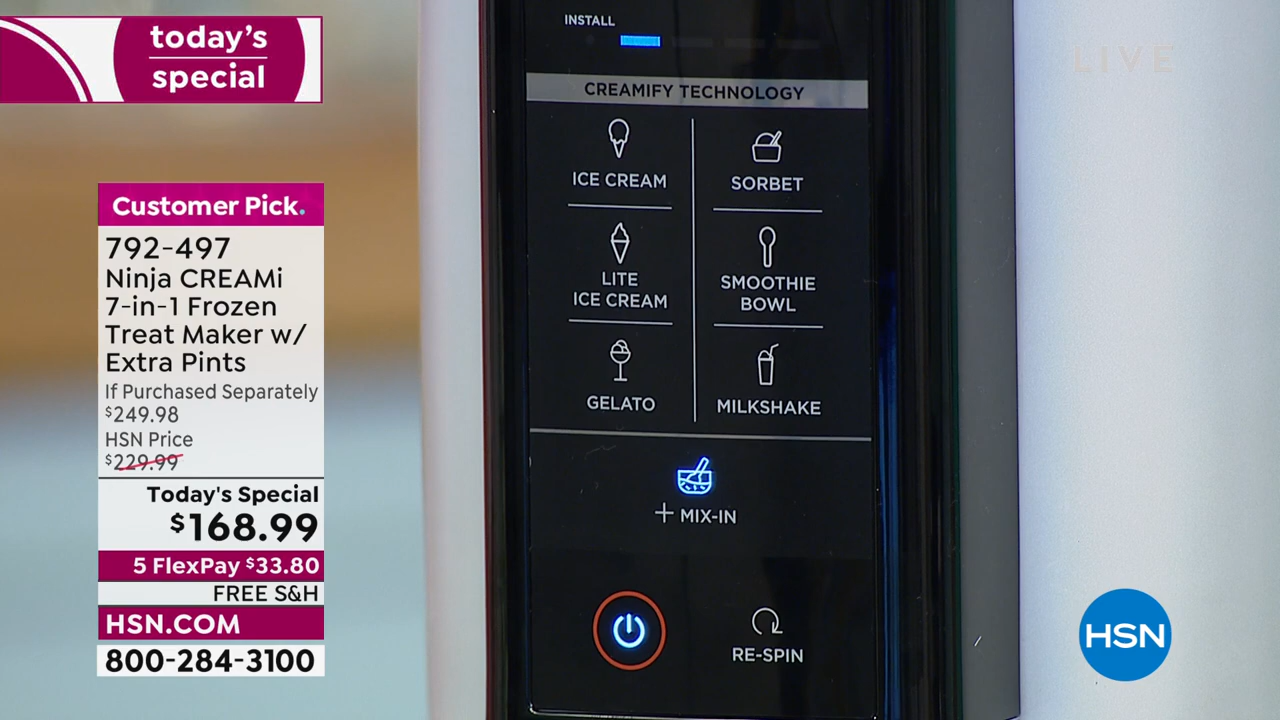 today's
special
LIVE
Customer Pick.
792-497
Ninja CREAMi
7-in-1 Frozen
Treat Maker w/
Extra Pints
If Purchased Separately
$249.98
HSN Price
$229.99
Today's Special
$168.99
5 FlexPay $33.80
FREE S&H
HSN.COM
800-284-3100
INSTALL
CREAMIFY TECHNOLOGY
ICE CREAM
SORBET
LITE
ICE CREAM
SMOOTHIE
BOWL
GELATO
MILKSHAKE
+ MIX-IN
RE-SPIN
HSN